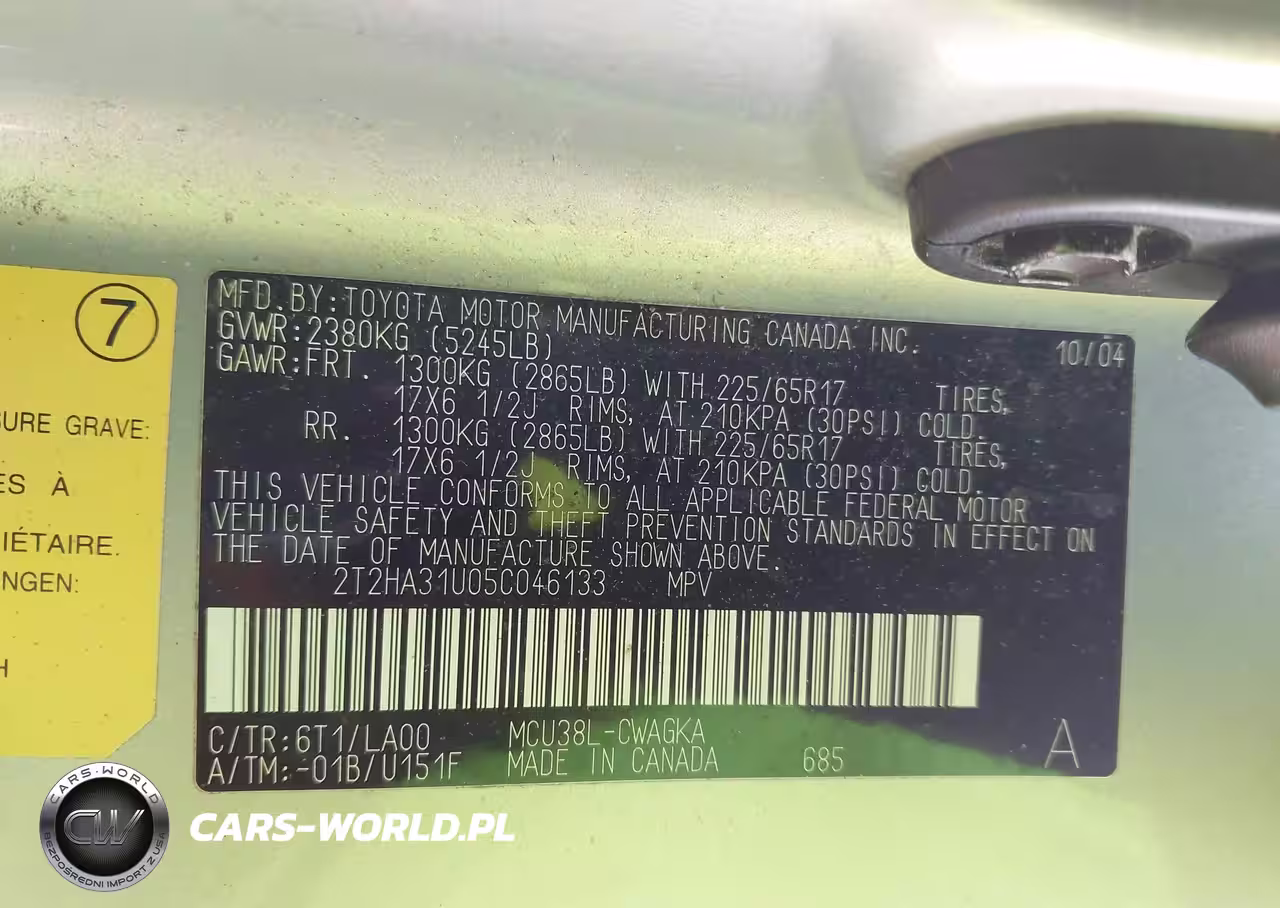 7
SURE GRAVE:
ES À
IÉTAIRE.
NGEN:
H
MFD.BY:TOYOTA MOTOR MANUFACTURING CANADA INC.
10/04
GVWR:2380KG (5245LB)
GAWR:FRT. 1300KG (2865LB) WITH 225/65R17 TIRES,
17X6 1/2J RIMS, AT 210KPA (30PSI) COLD.
RR. 1300KG (2865LB) WITH 225/65R17 TIRES,
17X6 1/2J RIMS, AT 210KPA (30PSI) COLD.
THIS VEHICLE CONFORMS TO ALL APPLICABLE FEDERAL MOTOR
VEHICLE SAFETY AND THEFT PREVENTION STANDARDS IN EFFECT ON
THE DATE OF MANUFACTURE SHOWN ABOVE.
2T2HA31U05C046133 MPV
C/TR:6T1/LA00 MCU38L-CWAGKA
A/TM:-01B/U151F MADE IN CANADA 685 A
CARS-WORLD
CW
BEZPOŚREDNI IMPORT Z USA
CARS-WORLD.PL